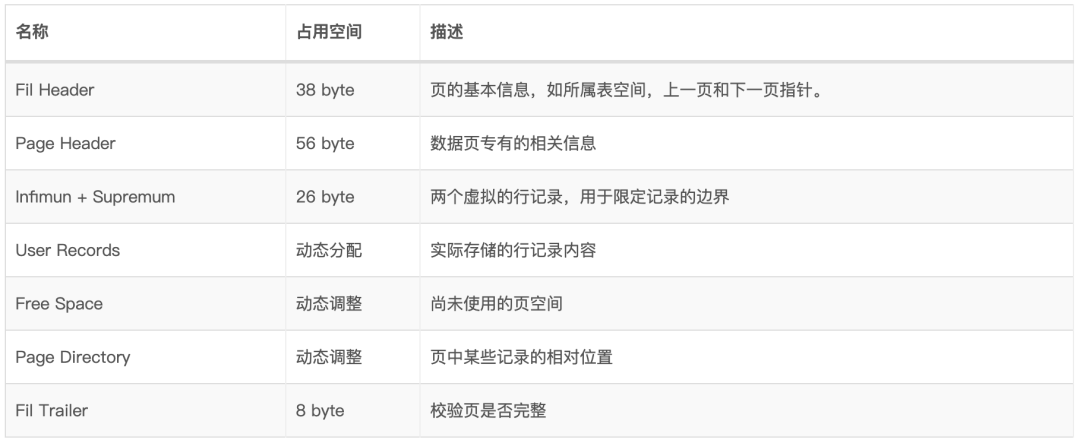 名称 占用空间 描述
Fil Header 38 byte 页的基本信息，如所属表空间，上一页和下一页指针。
Page Header 56 byte 数据页专有的相关信息
Infimun + Supremum 26 byte 两个虚拟的行记录，用于限定记录的边界
User Records 动态分配 实际存储的行记录内容
Free Space 动态调整 尚未使用的页空间
Page Directory 动态调整 页中某些记录的相对位置
Fil Trailer 8 byte 校验页是否完整